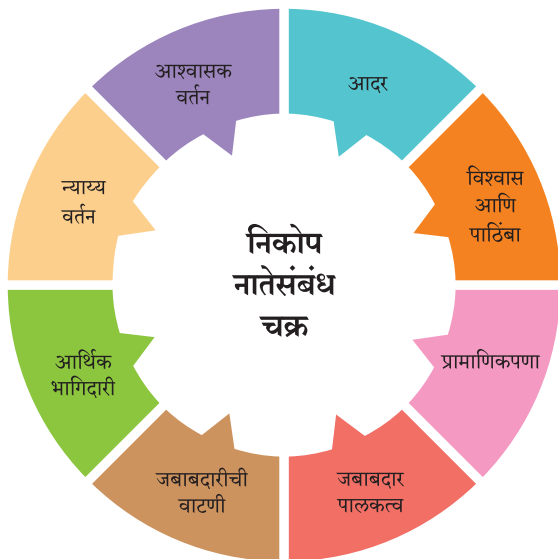 आश्वासक
वर्तन
आदर
विश्वास
आणि
पाठिंबा
प्रामाणिकपणा
जबाबदार
पालकत्व
जबाबदारीची
वाटणी
आर्थिक
भागिदारी
न्याय्य
वर्तन
निकोप
नातेसंबंध
चक्र